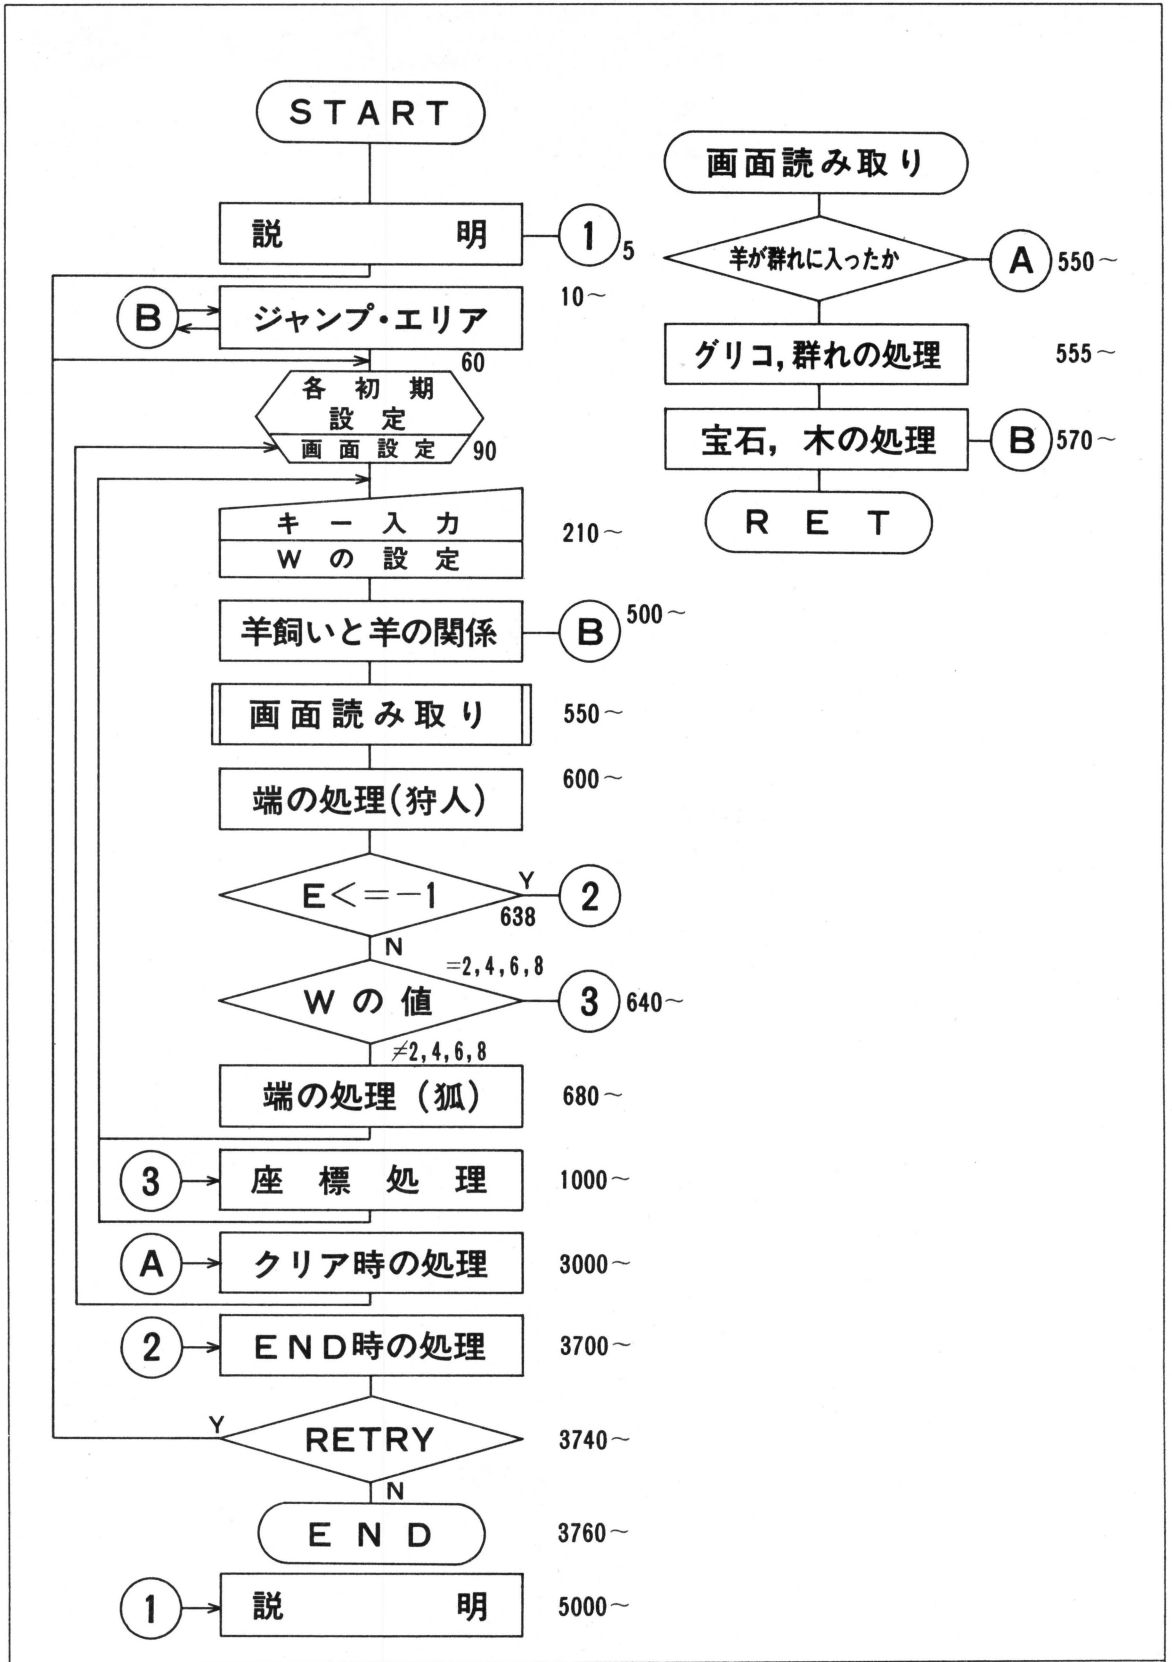 START
説 明
1
5
B
ジャンプ・エリア
10～
60
各 初 期
設 定
画 面 設 定
90
キ ー 入 力
W の 設 定
210～
羊飼いと羊の関係
B
500～
画面読み取り
550～
端の処理(狩人)
600～
E<=-1
Y
638
2
N
W の 値
=2,4,6,8
3
640～
≠2,4,6,8
端の処理 (狐)
680～
3
座 標 処 理
1000～
A
クリア時の処理
3000～
2
END時の処理
3700～
Y
RETRY
3740～
N
END
3760～
1
説 明
5000～
画面読み取り
羊が群れに入ったか
A
550～
グリコ,群れの処理
555～
宝石, 木の処理
B
570～
RET